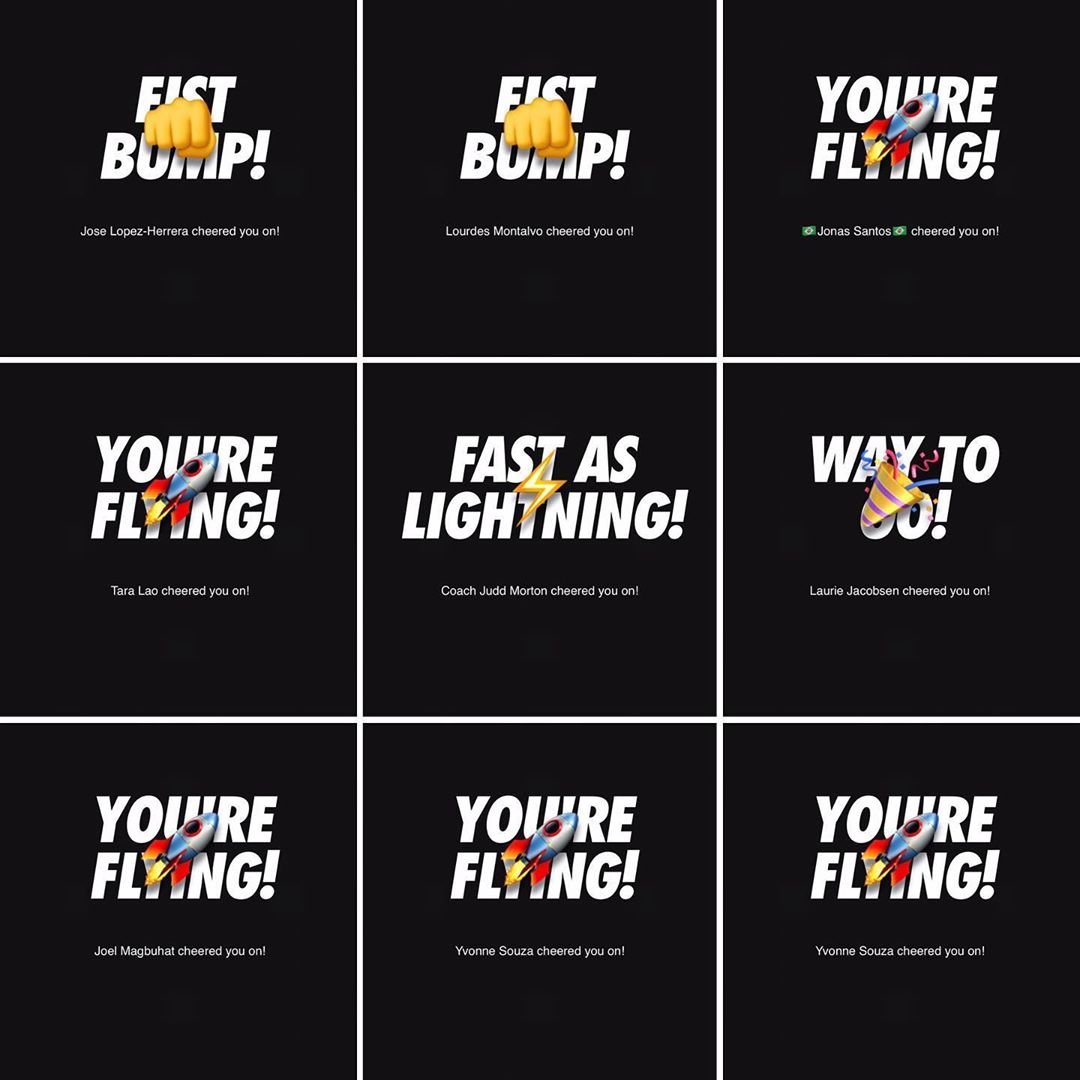 FIST
BUMP!
Jose Lopez-Herrera cheered you on!
FIST
BUMP!
Lourdes Montalvo cheered you on!
YOU'RE
FLYING!
🇧🇷Jonas Santos🇧🇷 cheered you on!
YOU'RE
FLYING!
Tara Lao cheered you on!
FAST AS
LIGHTNING!
Coach Judd Morton cheered you on!
WAY TO
GO!
Laurie Jacobsen cheered you on!
YOU'RE
FLYING!
Joel Magbuhat cheered you on!
YOU'RE
FLYING!
Yvonne Souza cheered you on!
YOU'RE
FLYING!
Yvonne Souza cheered you on!